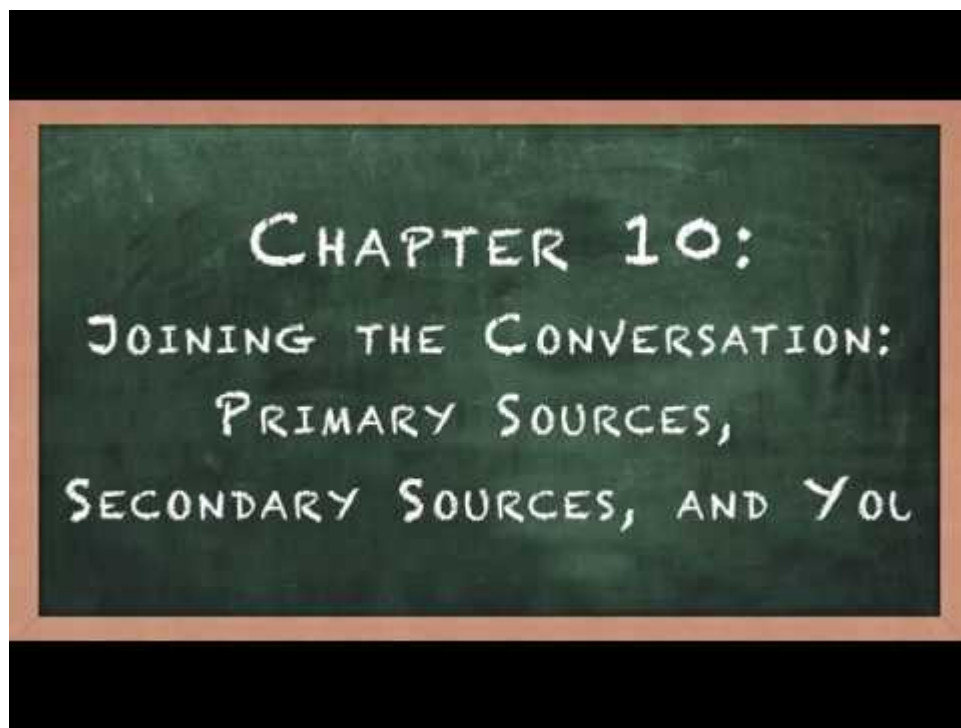 Chapter 10:
Joining the Conversation:
Primary Sources,
Secondary Sources, and You